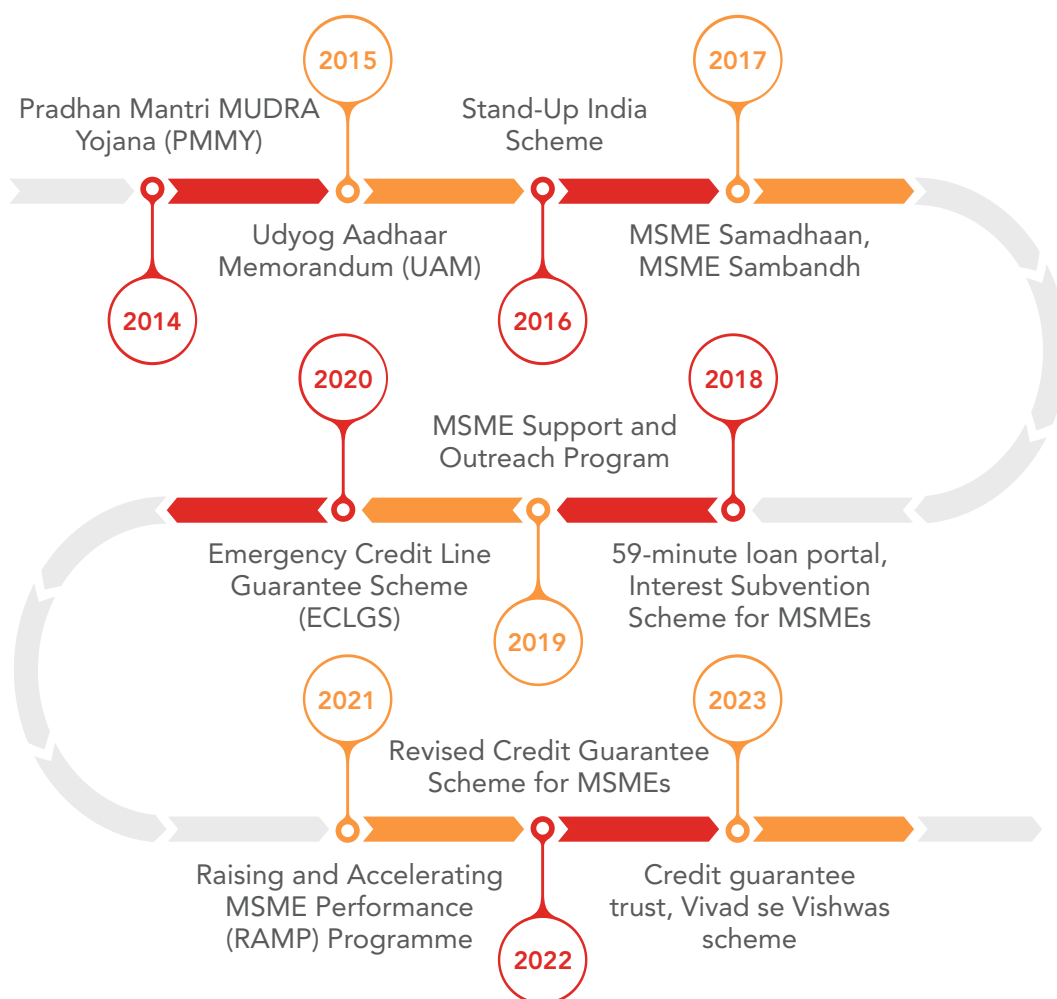 2015
2017
Pradhan Mantri MUDRA
Yojana (PMMY)
Stand-Up India
Scheme
Udyog Aadhaar
Memorandum (UAM)
MSME Samadhaan,
MSME Sambandh
2014
2016
2020
2018
MSME Support and
Outreach Program
Emergency Credit Line
Guarantee Scheme
(ECLGS)
59-minute loan portal,
Interest Subvention
Scheme for MSMEs
2019
2021
2023
Revised Credit Guarantee
Scheme for MSMEs
Raising and Accelerating
MSME Performance
(RAMP) Programme
Credit guarantee
trust, Vivad se Vishwas
scheme
2022